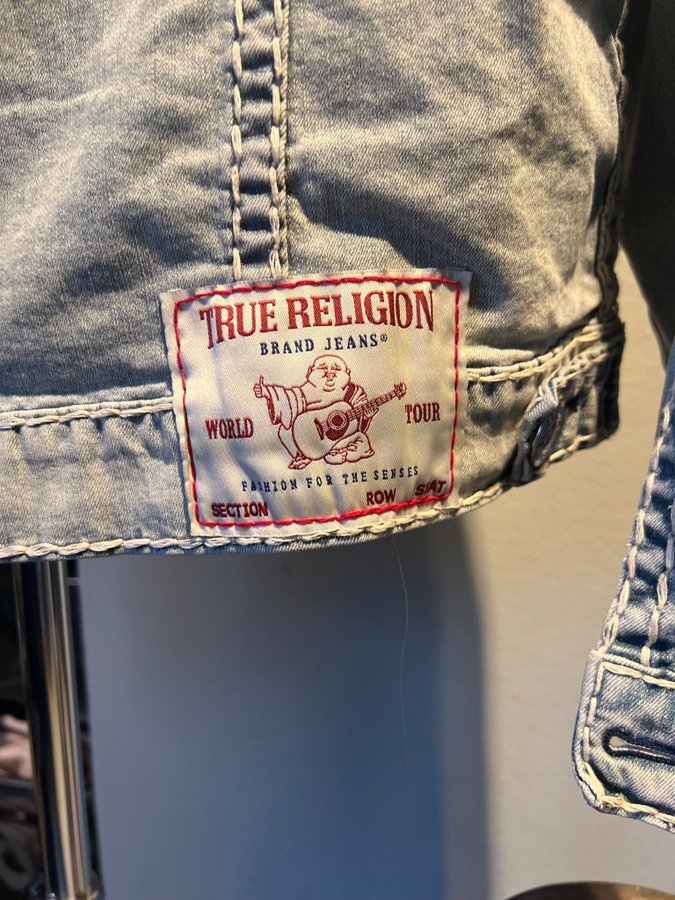 TRUE RELIGION
BRAND JEANS®
WORLD TOUR
FASHION FOR THE SENSES
SECTION ROW SEAT